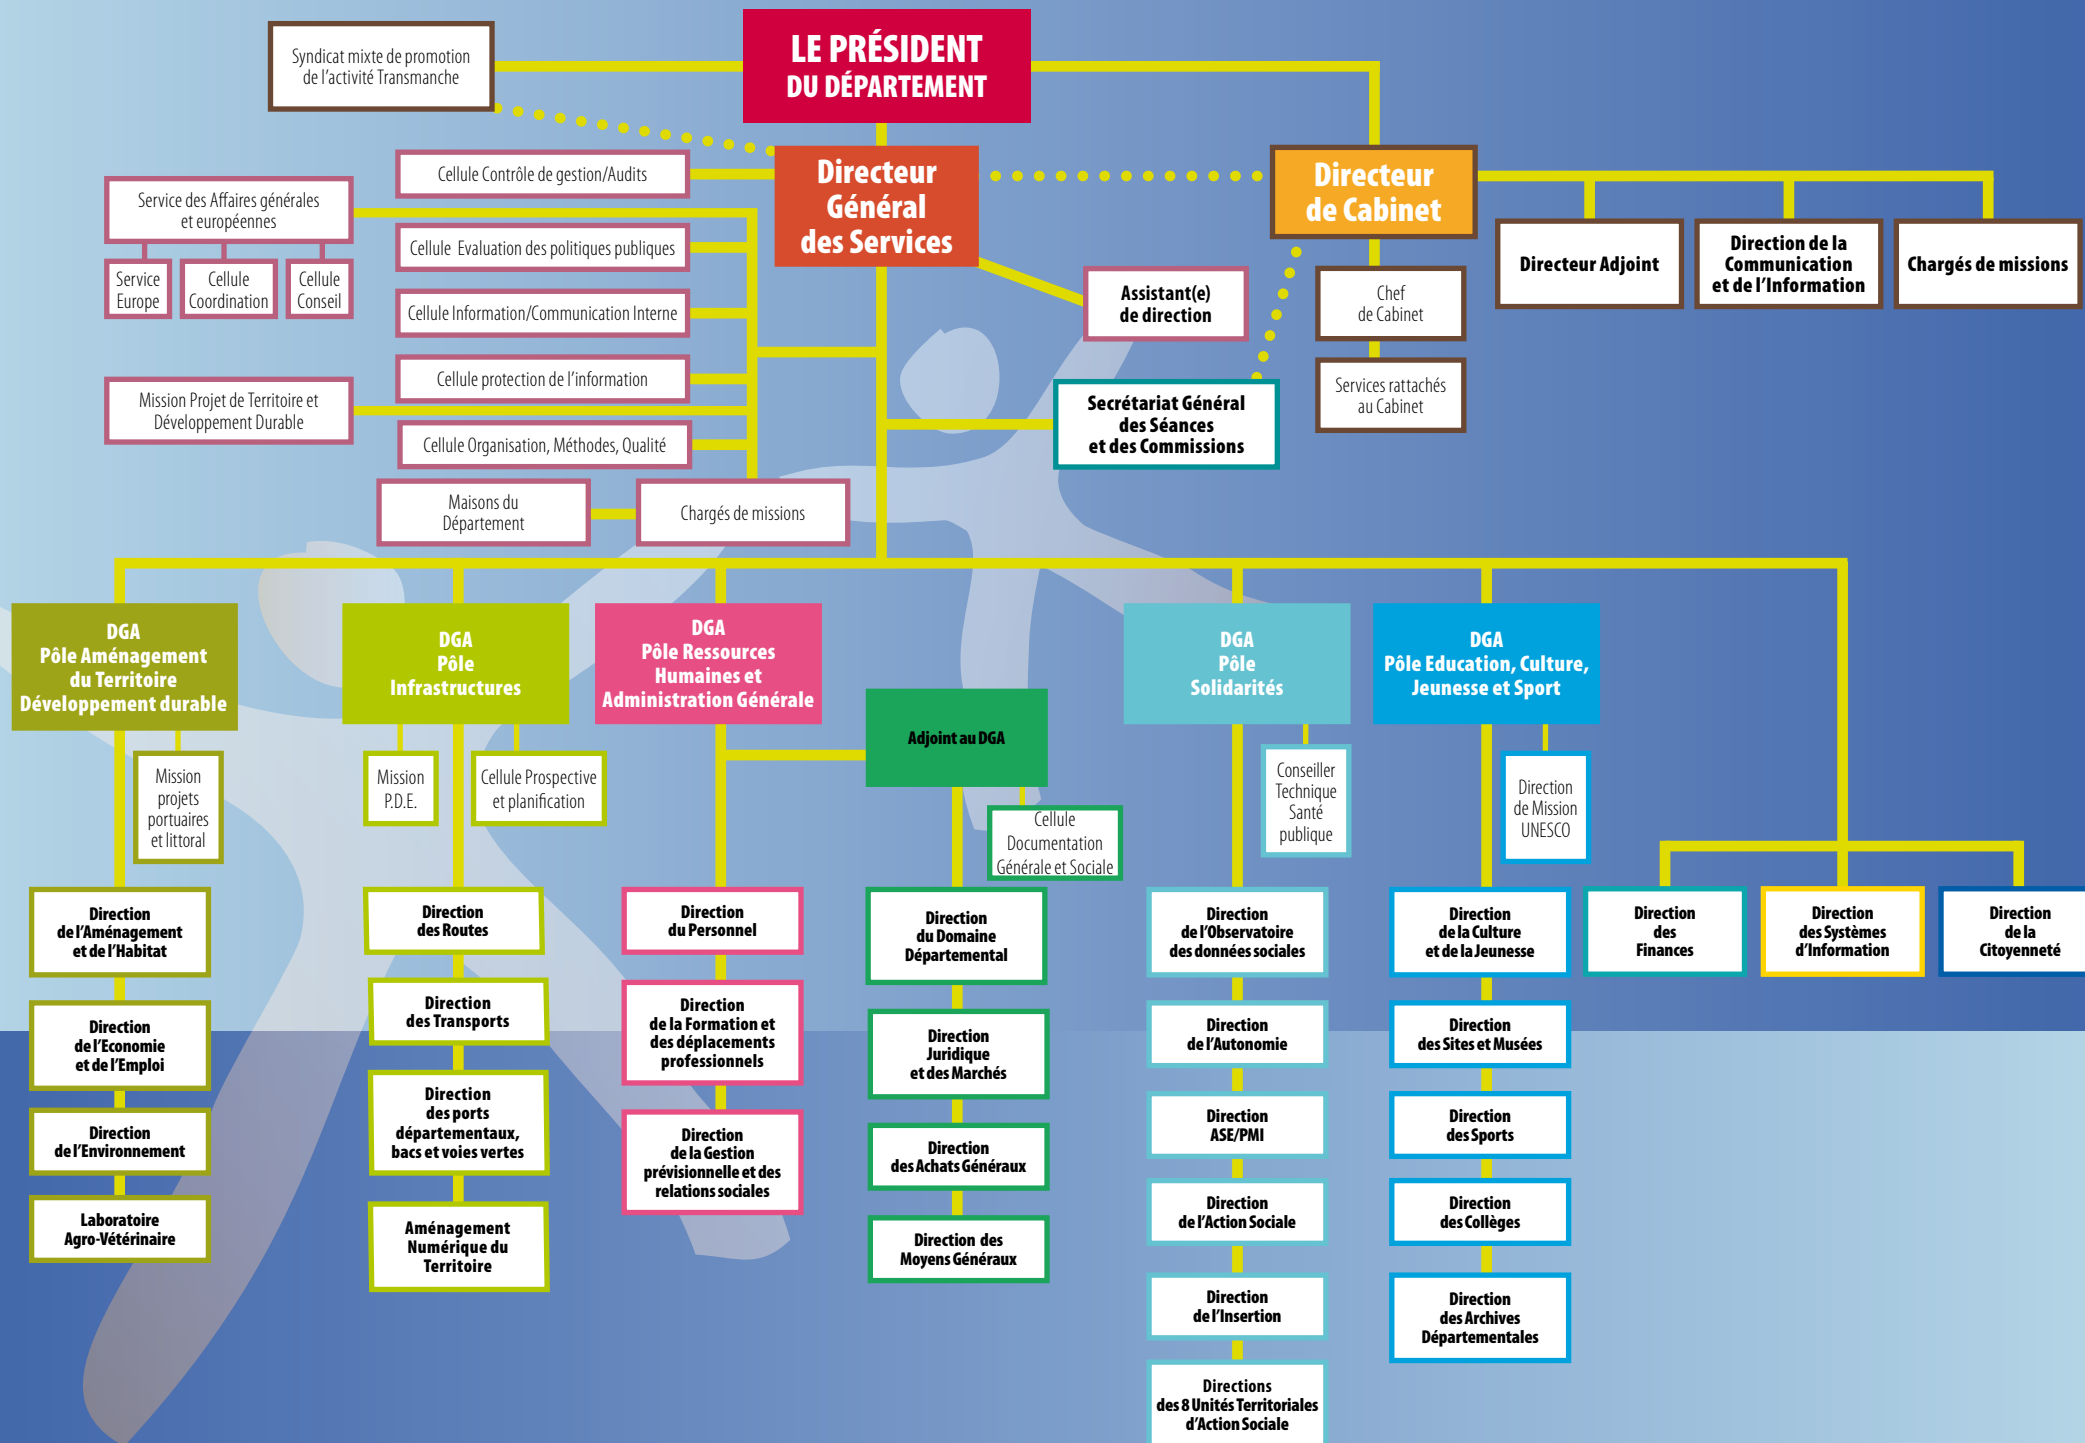 LE PRÉSIDENT
DU DÉPARTEMENT
Syndicat mixte de promotion
de l'activité Transmanche
Directeur
Général
des Services
Directeur
de Cabinet
Cellule Contrôle de gestion/Audits
Service des Affaires générales
et européennes
Service
Europe
Cellule
Coordination
Cellule
Conseil
Cellule Evaluation des politiques publiques
Cellule Information/Communication Interne
Cellule protection de l'information
Mission Projet de Territoire et
Développement Durable
Cellule Organisation, Méthodes, Qualité
Maisons du
Département
Chargés de missions
Assistant(e)
de direction
Secrétariat Général
des Séances
et des Commissions
Chef
de Cabinet
Services rattachés
au Cabinet
Directeur Adjoint
Direction de la
Communication
et de l'Information
Chargés de missions
DGA
Pôle Aménagement
du Territoire
Développement durable
Mission
projets
portuaires
et littoral
Direction
de l'Aménagement
et de l'Habitat
Direction
de l'Economie
et de l'Emploi
Direction
de l'Environnement
Laboratoire
Agro-Vétérinaire
DGA
Pôle
Infrastructures
Mission
P.D.E.
Cellule Prospective
et planification
Direction
des Routes
Direction
des Transports
Direction
des ports
départementaux,
bacs et voies vertes
Aménagement
Numérique du
Territoire
DGA
Pôle Ressources
Humaines et
Administration Générale
Direction
du Personnel
Direction
de la Formation et
des déplacements
professionnels
Direction
de la Gestion
prévisionnelle et des
relations sociales
Adjoint au DGA
Cellule
Documentation
Générale et Sociale
Direction
du Domaine
Départemental
Direction
Juridique
et des Marchés
Direction
des Achats Généraux
Direction des
Moyens Généraux
DGA
Pôle
Solidarités
Conseiller
Technique
Santé
publique
Direction
de l'Observatoire
des données sociales
Direction
de l'Autonomie
Direction
ASE/PMI
Direction
de l'Action Sociale
Direction
de l'Insertion
Directions
des 8 Unités Territoriales
d'Action Sociale
DGA
Pôle Education, Culture,
Jeunesse et Sport
Direction
de Mission
UNESCO
Direction
de la Culture
et de la Jeunesse
Direction
des Sites et Musées
Direction
des Sports
Direction
des Collèges
Direction
des Archives
Départementales
Direction
des
Finances
Direction
des Systèmes
d'Information
Direction
de la
Citoyenneté